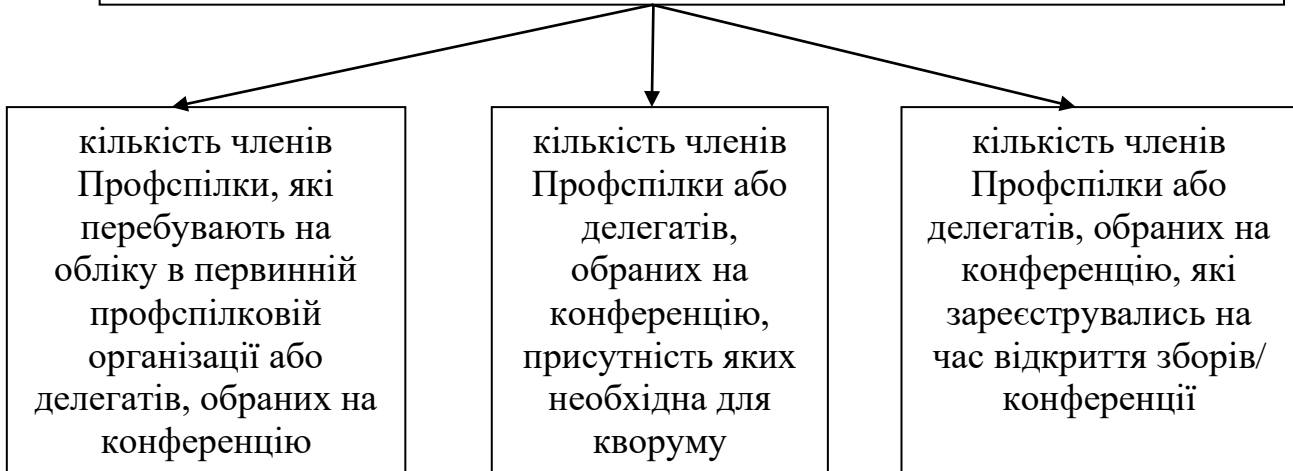 кількість членів
Профспілки, які
перебувають на
обліку в первинній
профспілковій
організації або
делегатів, обраних на
конференцію
кількість членів
Профспілки або
делегатів,
обраних на
конференцію,
присутність яких
необхідна для
кворуму
кількість членів
Профспілки або
делегатів, обраних на
конференцію, які
зареєструвались на
час відкриття зборів/
конференції